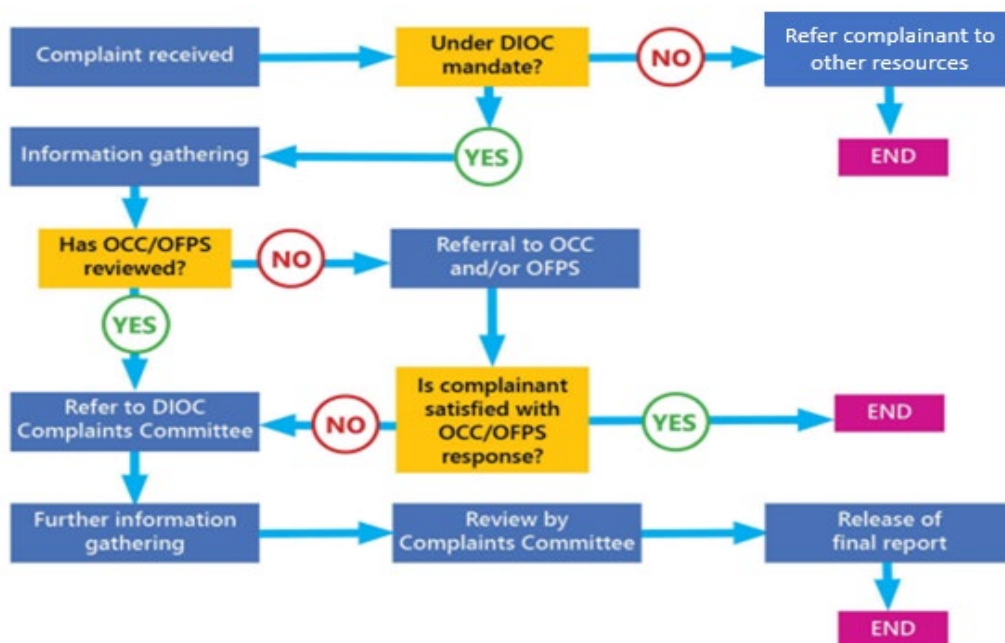 Complaint received
Under DIOC
mandate?
NO
Refer complainant to
other resources
END
YES
Information gathering
Has OCC/OFPS
reviewed?
NO
Referral to OCC
and/or OFPS
YES
Refer to DIOC
Complaints Committee
NO
Is complainant
satisfied with
OCC/OFPS
response?
YES
END
Further information
gathering
Review by
Complaints Committee
Release of
final report
END